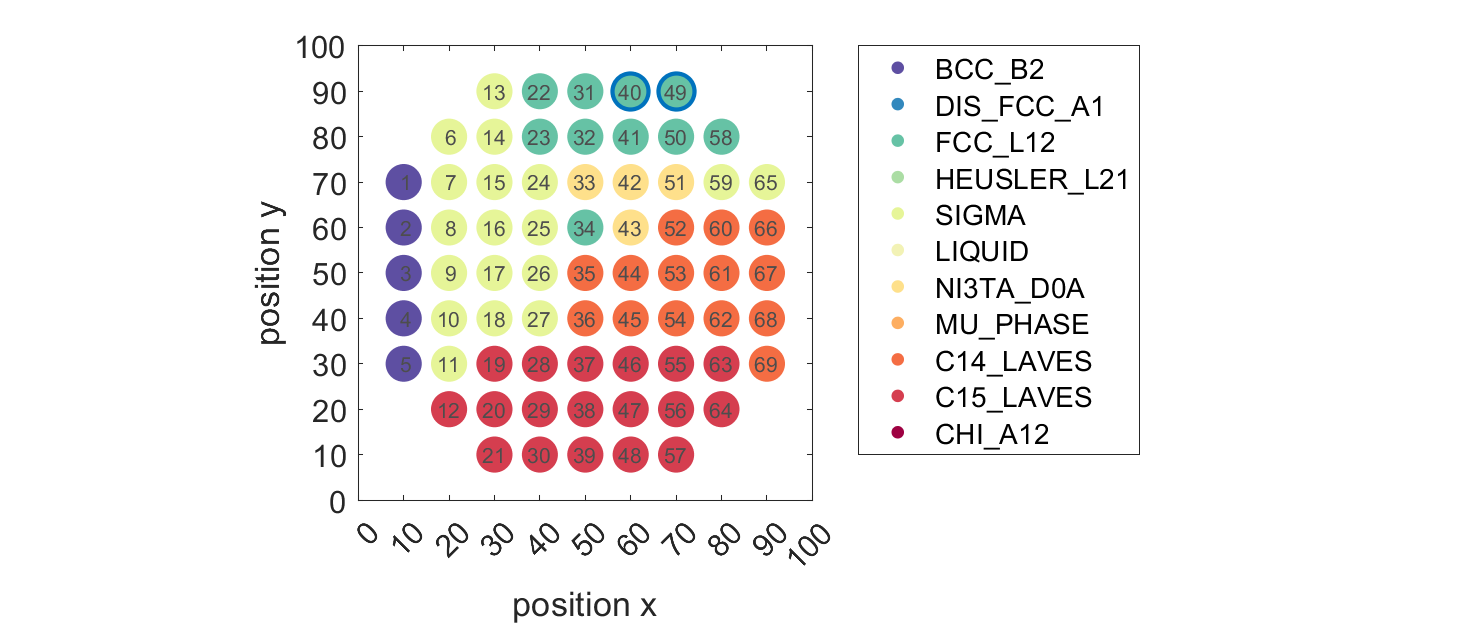 100
90 13 22 31 40 49
80 6 14 23 32 41 50 58
70 1 7 15 24 33 42 51 59 65
60 2 8 16 25 34 43 52 60 66
50 3 9 17 26 35 44 53 61 67
40 4 10 18 27 36 45 54 62 68
30 5 11 19 28 37 46 55 63 69
20 12 20 29 38 47 56 64
10 21 30 39 48 57
0
position y
0 10 20 30 40 50 60 70 80 90 100
position x
BCC_B2
DIS_FCC_A1
FCC_L12
HEUSLER_L21
SIGMA
LIQUID
NI3TA_D0A
MU_PHASE
C14_LAVES
C15_LAVES
CHI_A12